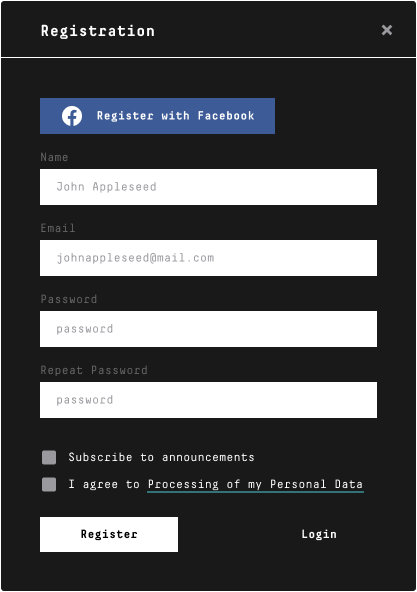 Registration ×
Register with Facebook
Name
John Appleseed
Email
johnappleseed@mail.com
Password
password
Repeat Password
password
Subscribe to announcements
I agree to Processing of my Personal Data
Register Login